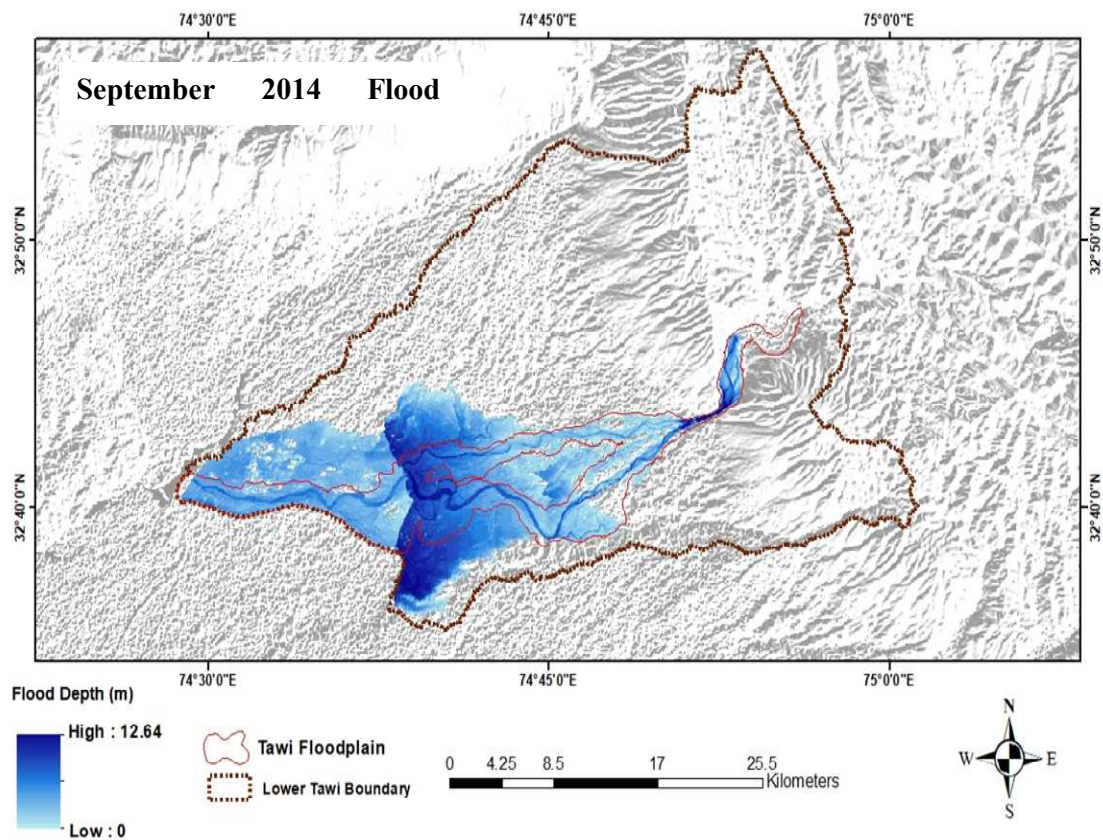 74°30'0"E 74°45'0"E 75°0'0"E
September 2014 Flood
32°50'0"N 32°50'0"N
32°40'0"N 32°40'0"N
74°30'0"E 74°45'0"E 75°0'0"E
Flood Depth (m)
High : 12.64
Low : 0
Tawi Floodplain
Lower Tawi Boundary
0 4.25 8.5 17 25.5
Kilometers
N
W E
S